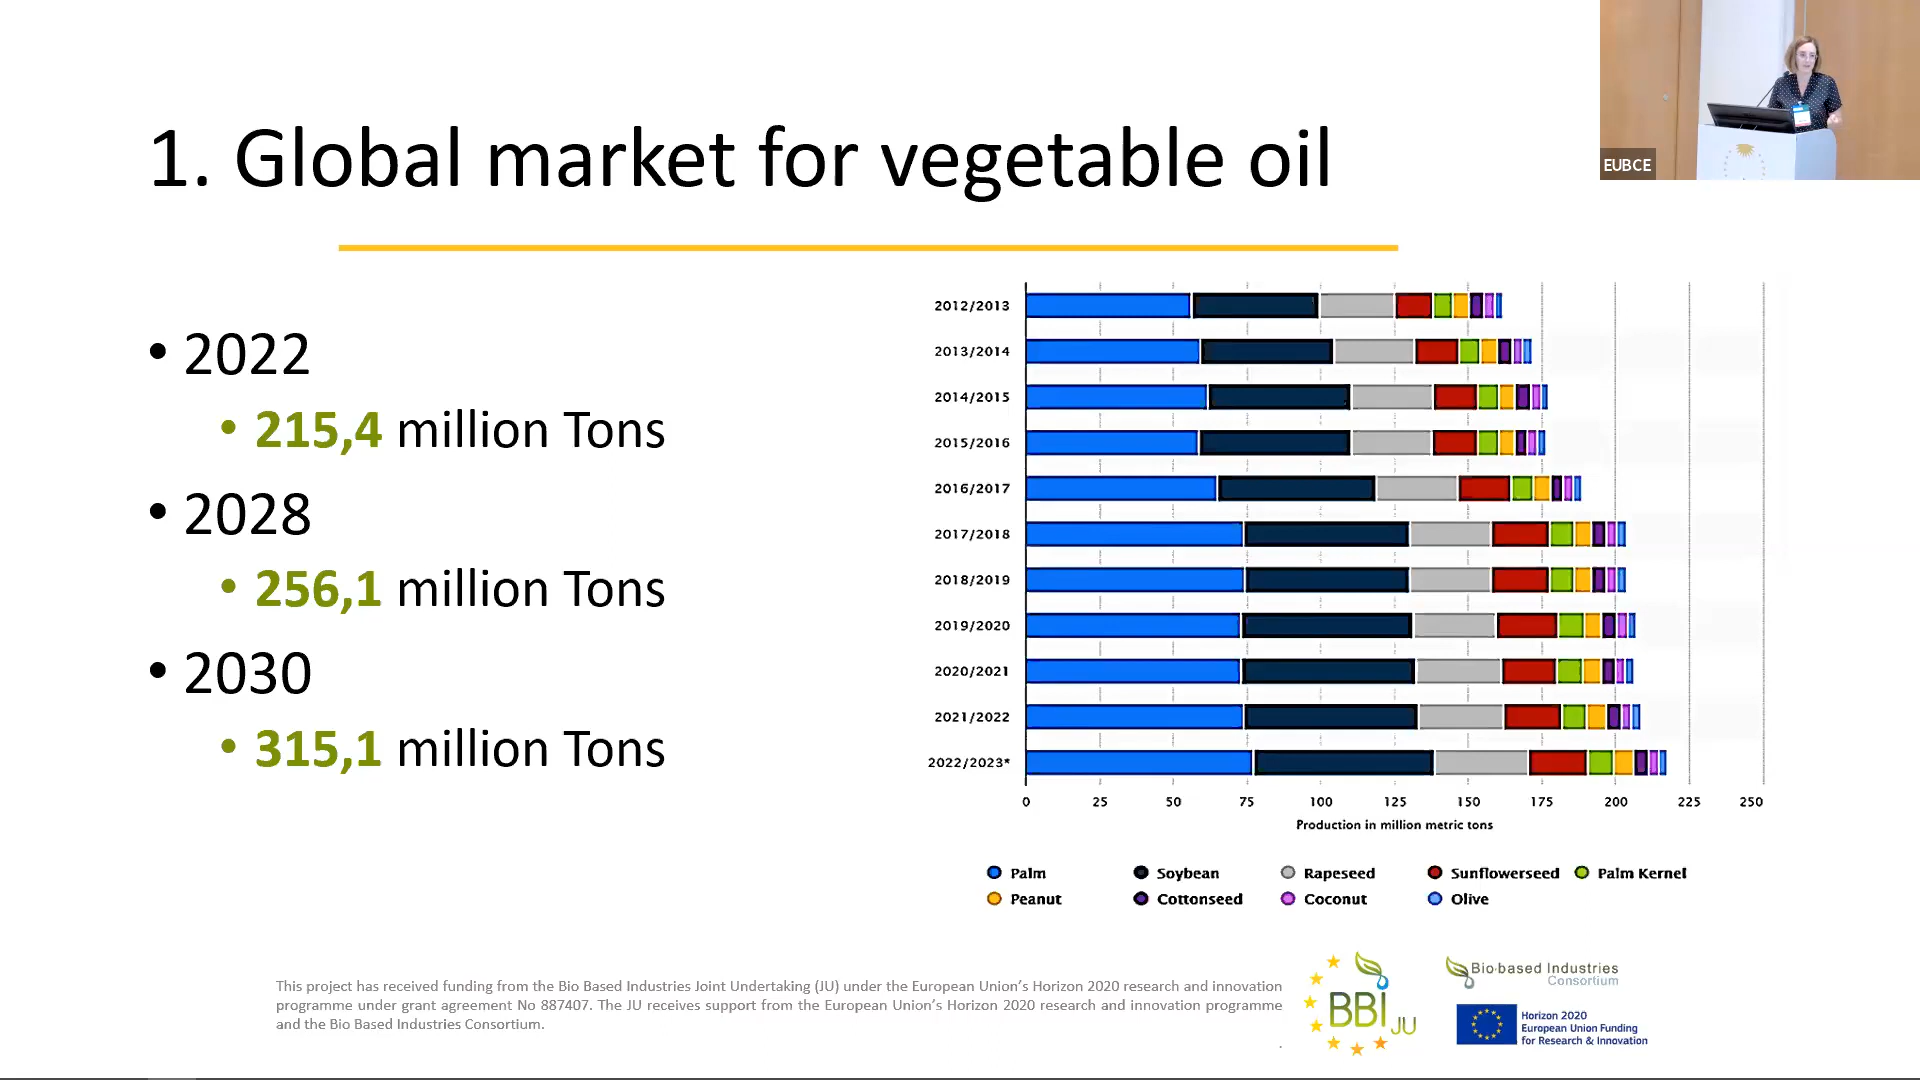 1. Global market for vegetable oil
EUBCE
• 2022
• 215,4 million Tons
• 2028
• 256,1 million Tons
• 2030
• 315,1 million Tons
2012/2013
2013/2014
2014/2015
2015/2016
2016/2017
2017/2018
2018/2019
2019/2020
2020/2021
2021/2022
2022/2023*
0 25 50 75 100 125 150 175 200 225 250
Production in million metric tons
Palm Soybean Rapeseed Sunflowerseed Palm Kernel
Peanut Cottonseed Coconut Olive
This project has received funding from the Bio Based Industries Joint Undertaking (JU) under the European Union's Horizon 2020 research and innovation
programme under grant agreement No 887407. The JU receives support from the European Union's Horizon 2020 research and innovation programme
and the Bio Based Industries Consortium.
.
BBI JU
Bio-based Industries
Consortium
Horizon 2020
European Union Funding
for Research & Innovation